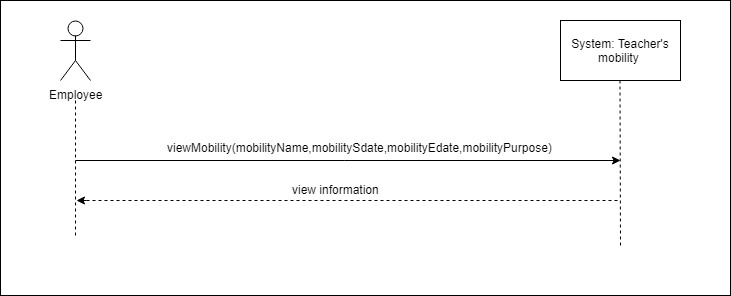 System: Teacher's
mobility
Employee
viewMobility(mobilityName,mobilitySdate,mobilityEdate,mobilityPurpose)
view information